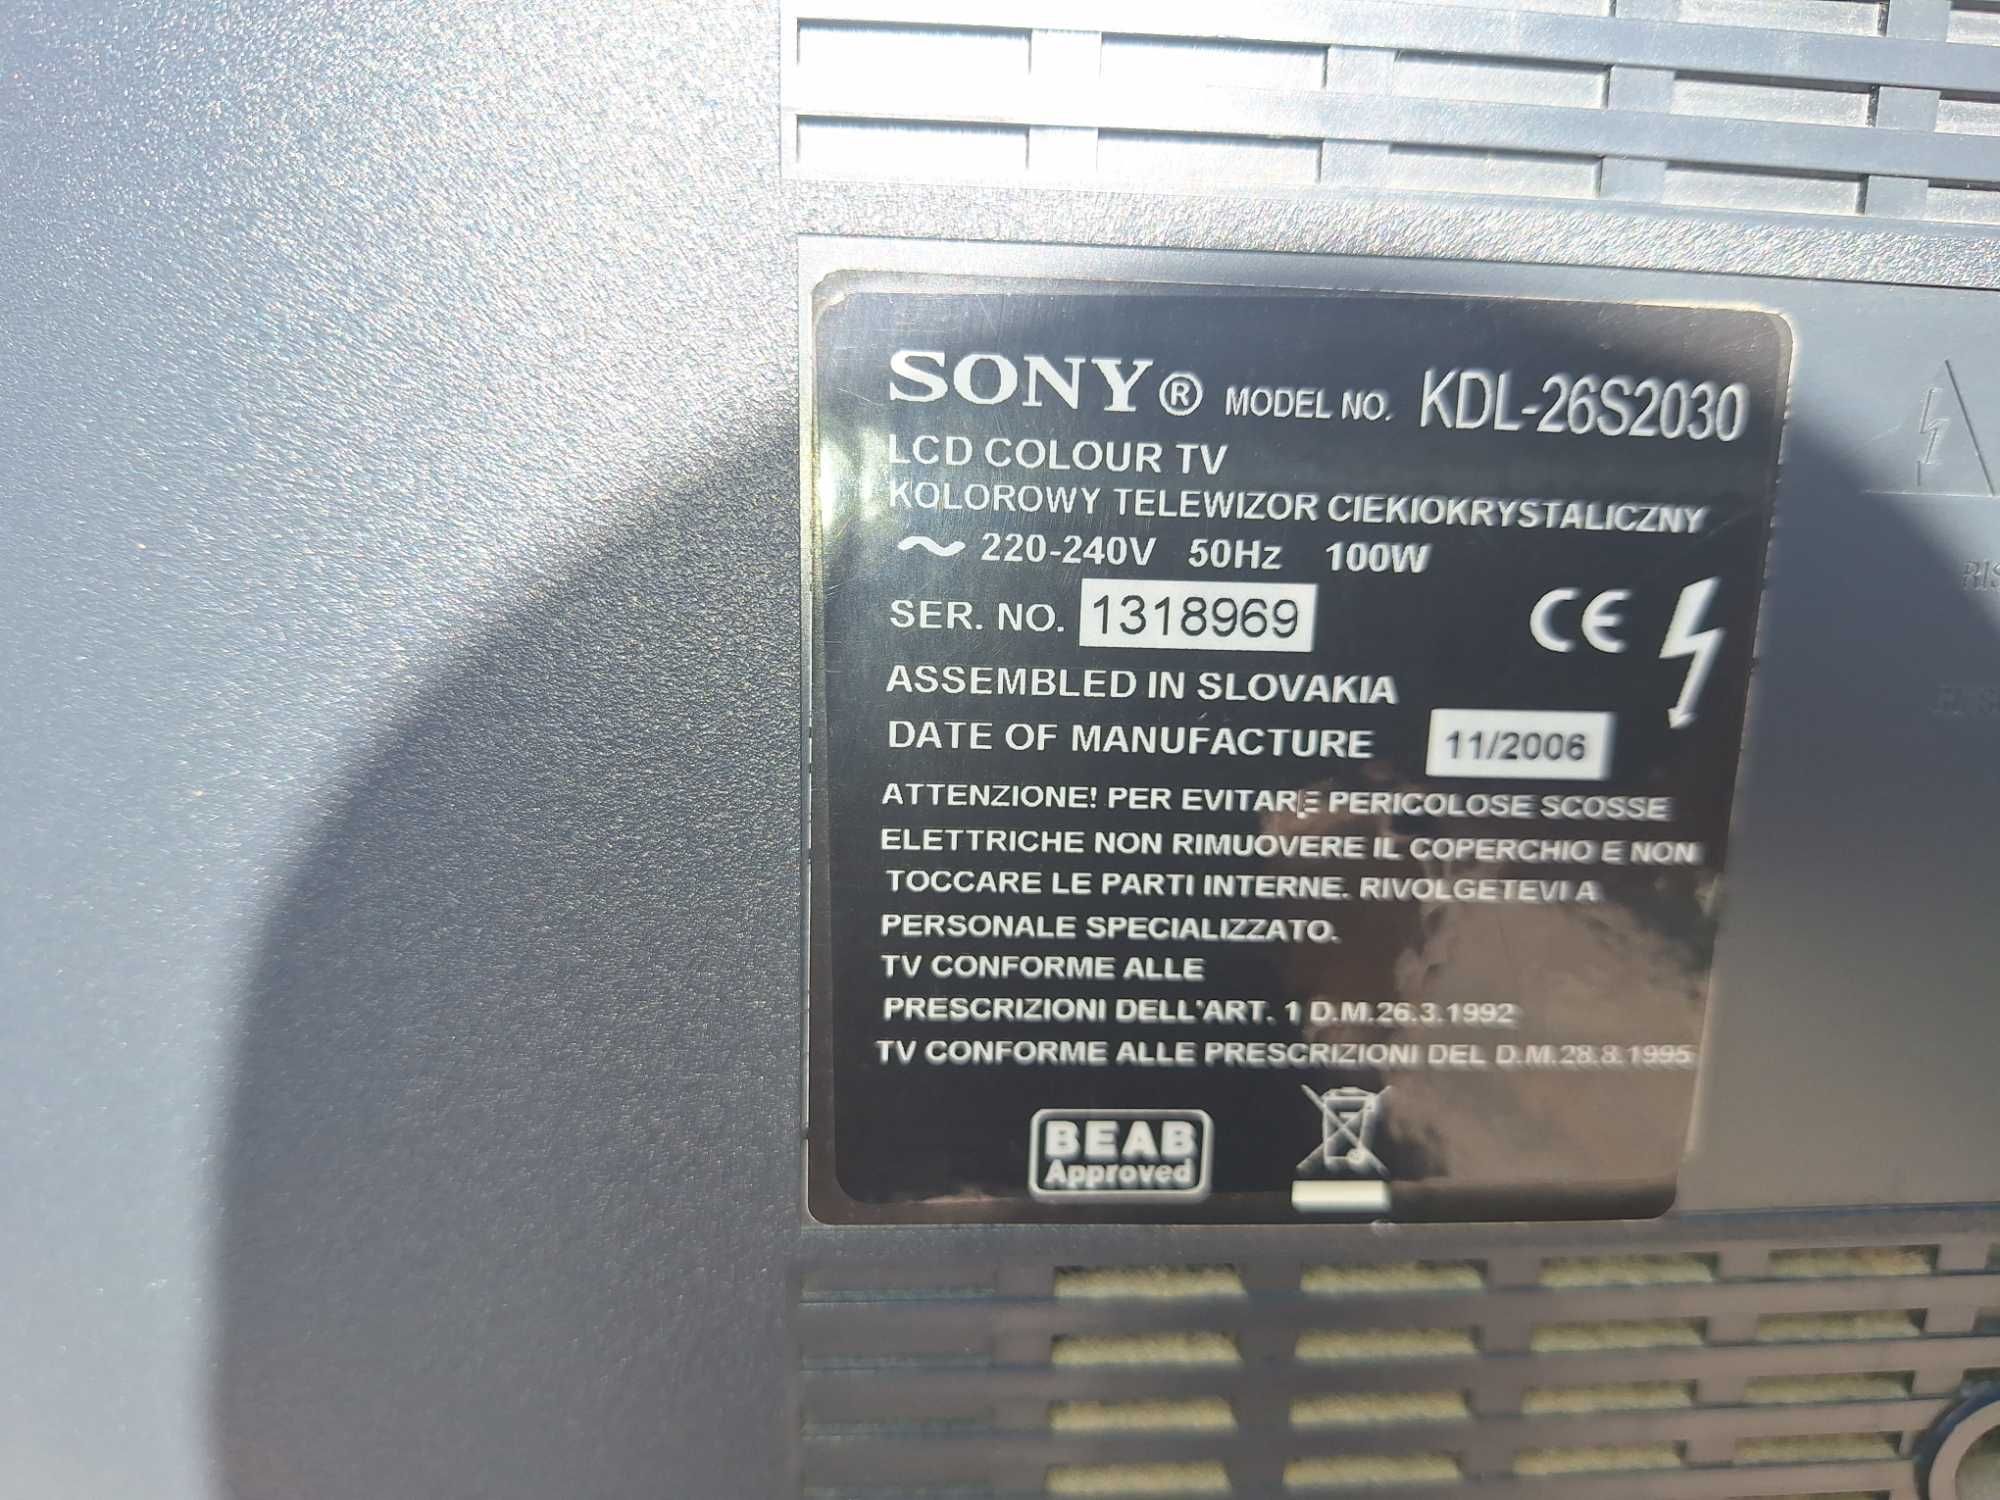 SONY® MODEL NO. KDL-26S2030
LCD COLOUR TV
KOLOROWY TELEWIZOR CIEKIOKRYSTALICZNY
~ 220-240V 50Hz 100W
SER. NO. 1318969
CE
ASSEMBLED IN SLOVAKIA
DATE OF MANUFACTURE 11/2006
ATTENZIONE! PER EVITARE PERICOLOSE SCOSSE
ELETTRICHE NON RIMUOVERE IL COPERCHIO E NON
TOCCARE LE PARTI INTERNE. RIVOLGETEVI A
PERSONALE SPECIALIZZATO.
TV CONFORME ALLE
PRESCRIZIONI DELL'ART. 1 D.M.26.3.1992
TV CONFORME ALLE PRESCRIZIONI DEL D.M.28.8.1995
BEAB
Approved